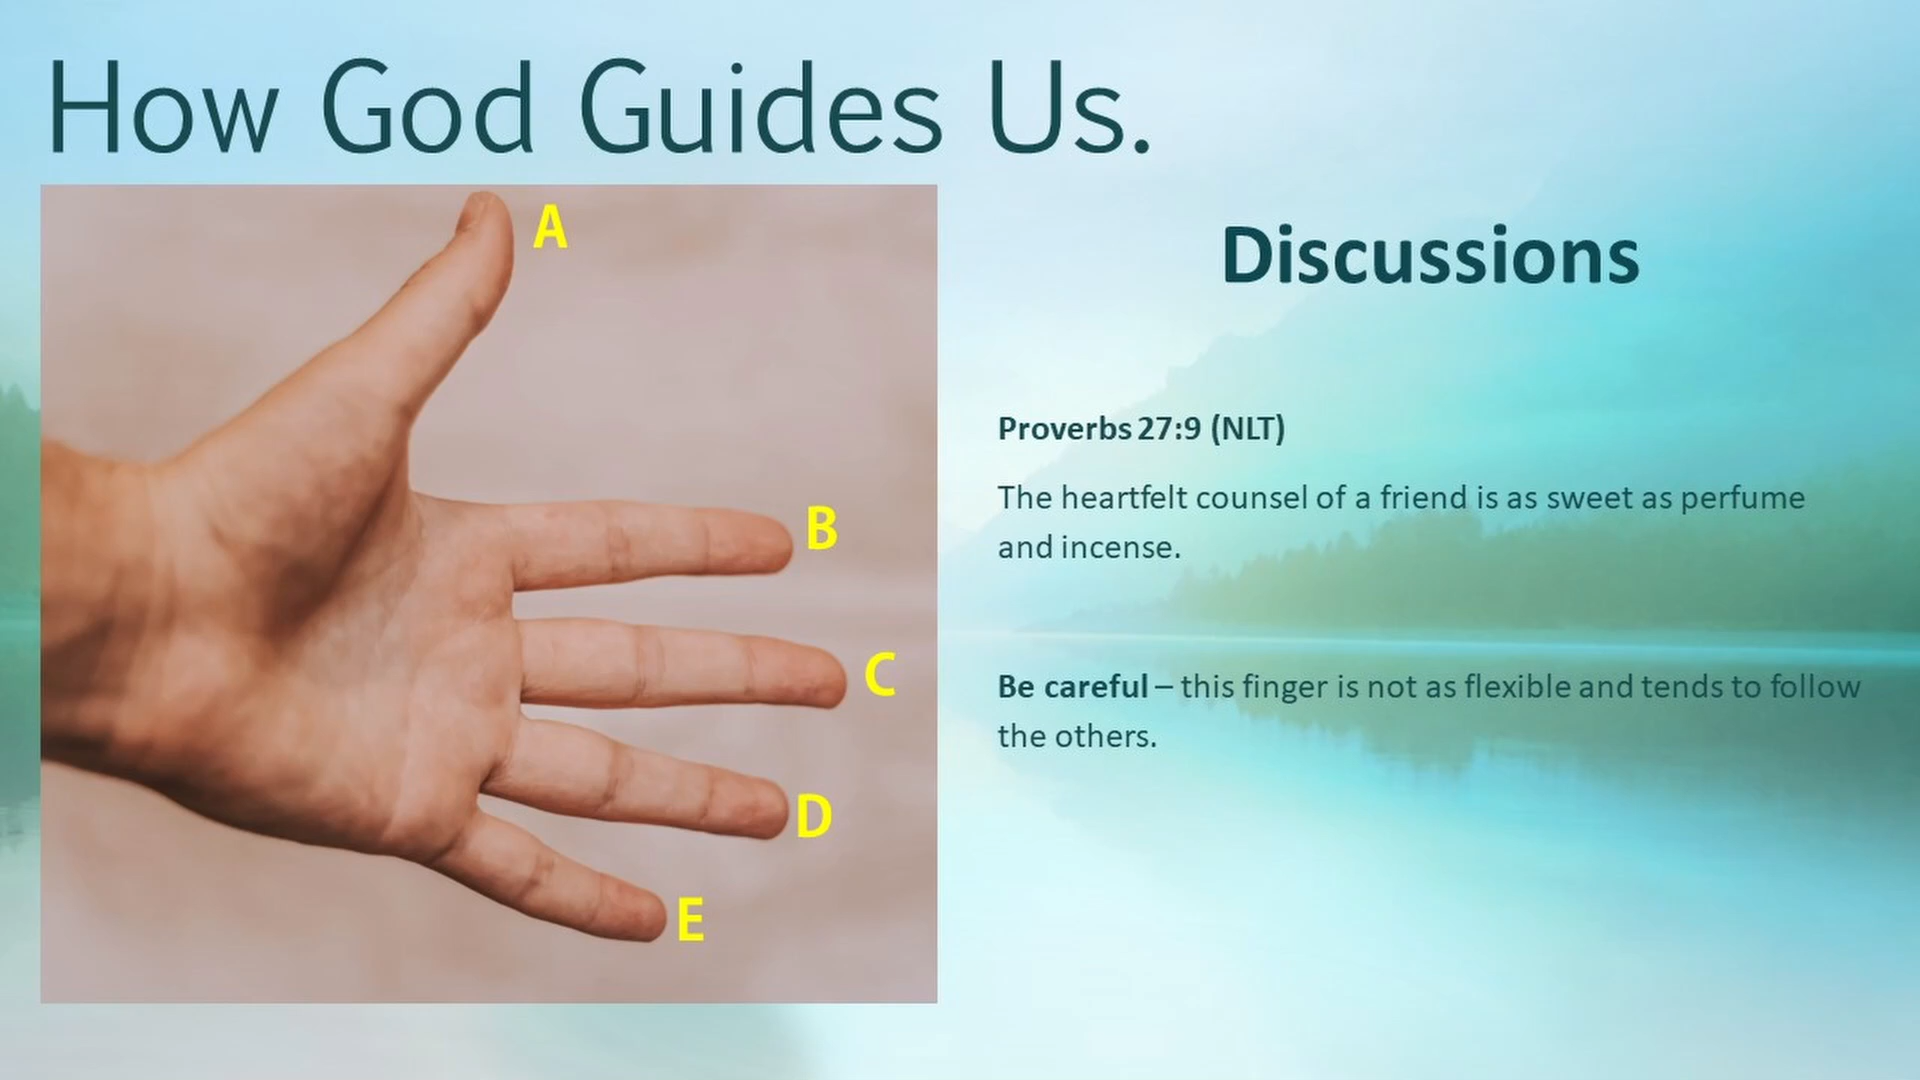 How God Guides Us.
A
B
C
D
E
Discussions
Proverbs 27:9 (NLT)
The heartfelt counsel of a friend is as sweet as perfume
and incense.
Be careful – this finger is not as flexible and tends to follow
the others.